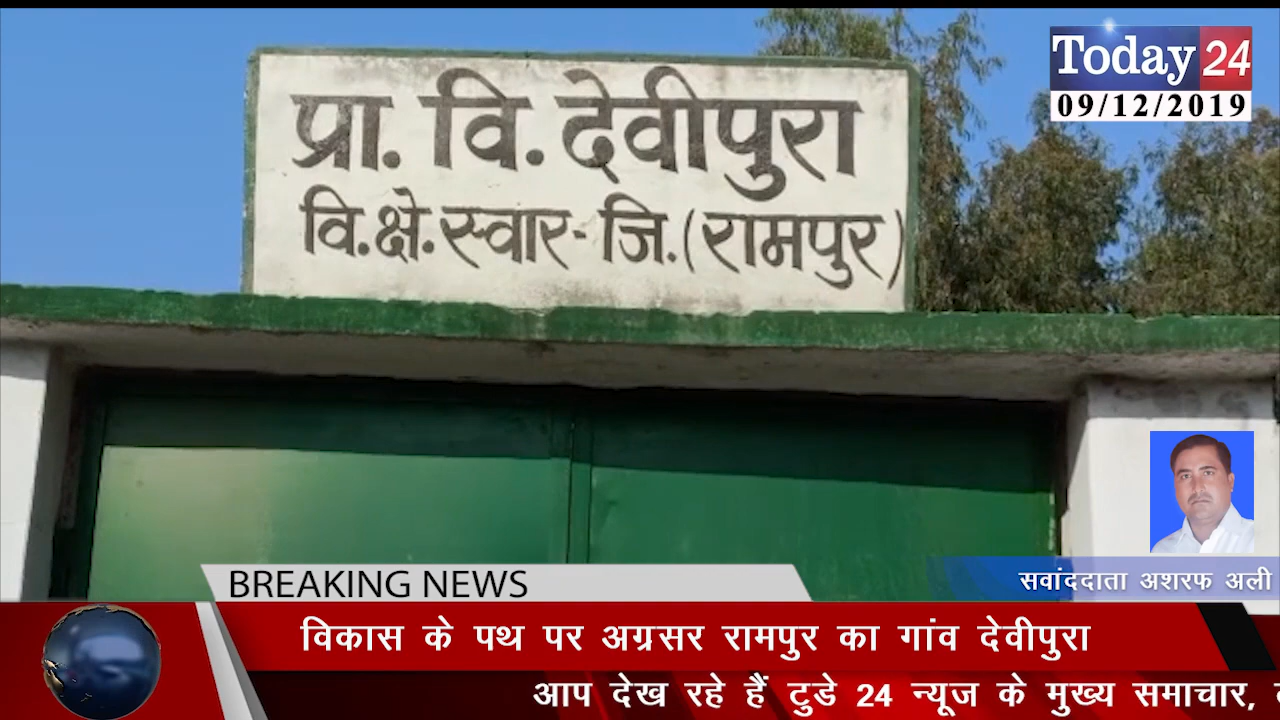 प्रा. वि. देवीपुरा
वि.क्षे.स्वार- जि.(रामपुर)
Today 24
09/12/2019
सवांददाता अशरफ अली
BREAKING NEWS
विकास के पथ पर अग्रसर रामपुर का गांव देवीपुरा
आप देख रहे हैं टुडे 24 न्यूज के मुख्य समाचार,